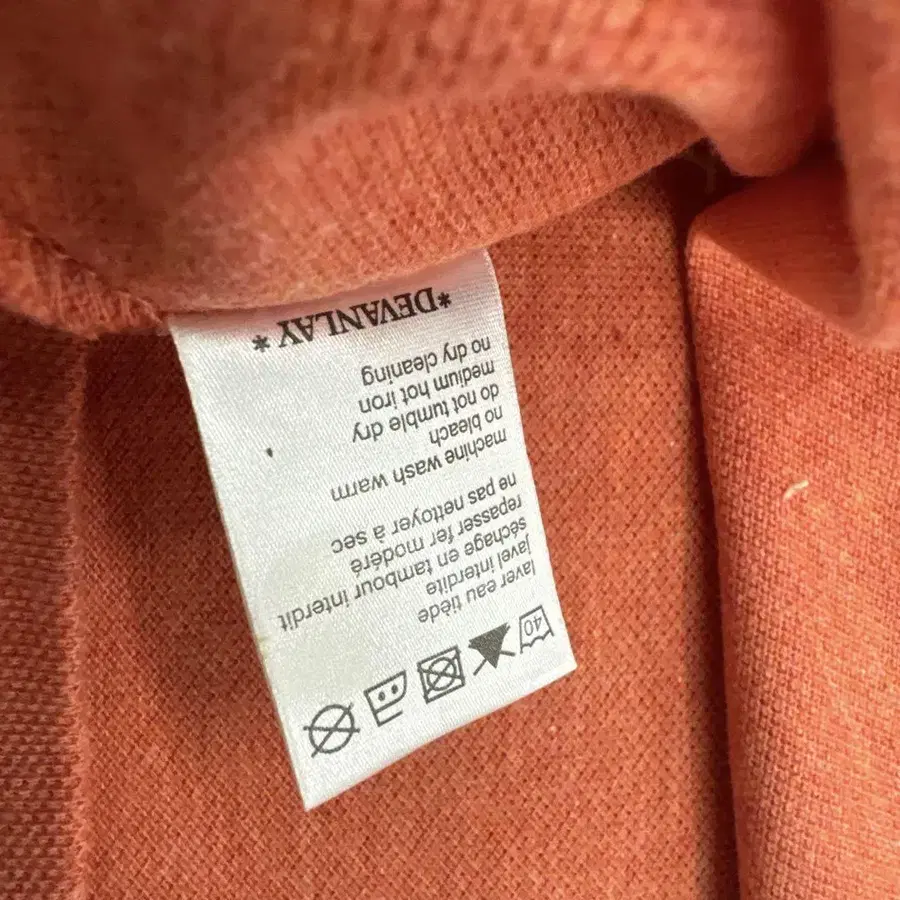 40
laver eau tiède
javel interdite
séchage en tambour interdit
repasser fer modéré
ne pas nettoyer à sec
machine wash warm
no bleach
do not tumble dry
medium hot iron
no dry cleaning
*DEVANLAY*